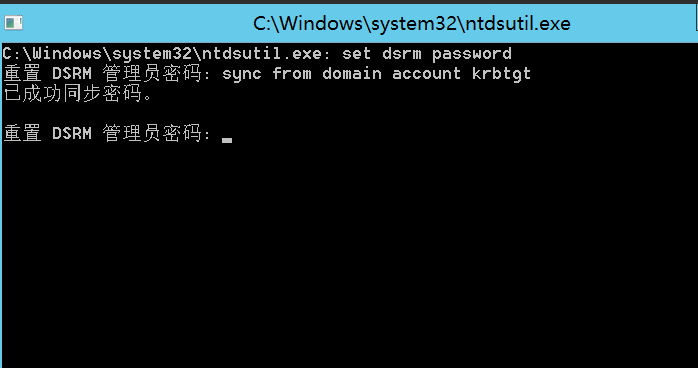 C:\Windows\system32\ntdsutil.exe
C:\Windows\system32\ntdsutil.exe: set dsrm password
重置 DSRM 管理员密码: sync from domain account krbtgt
已成功同步密码。
重置 DSRM 管理员密码: _